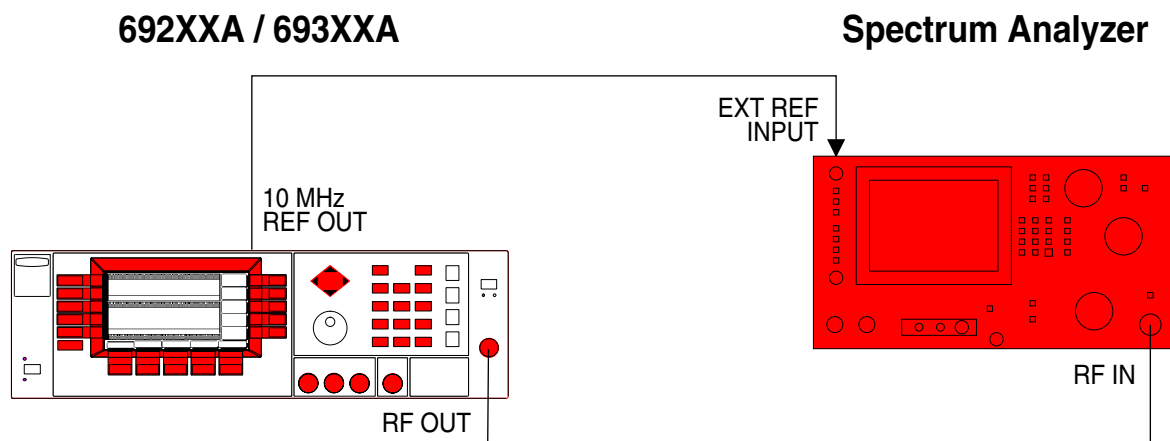 692XXA / 693XXA
Spectrum Analyzer
EXT REF
INPUT
10 MHz
REF OUT
RF IN
RF OUT